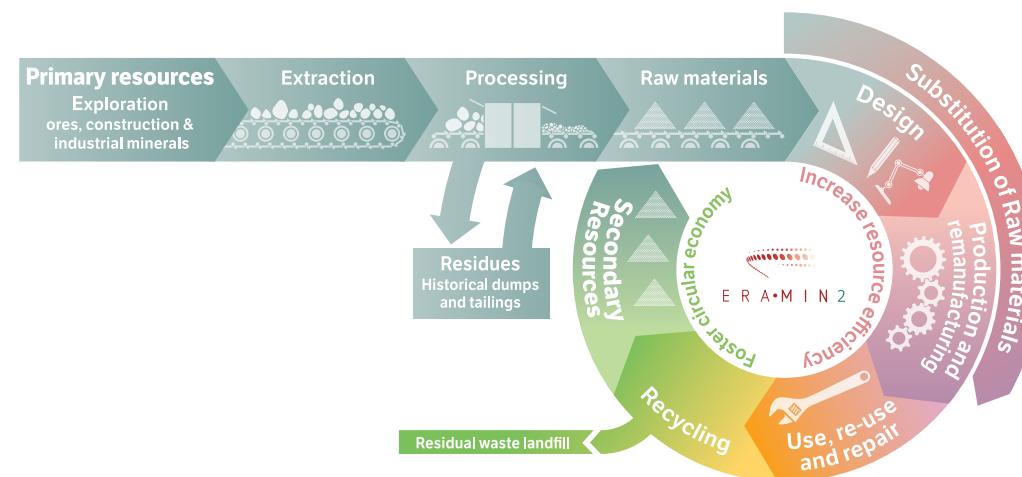 Primary resources
Exploration
ores, construction &
industrial minerals
Extraction
Processing
Raw materials
Design
Substitution of Raw materials
Production and
remanufacturing
Use, re-use
and repair
Recycling
Secondary
Resources
Residues
Historical dumps
and tailings
Residual waste landfill
Foster circular economy
Increase resource efficiency
ERA•MIN2